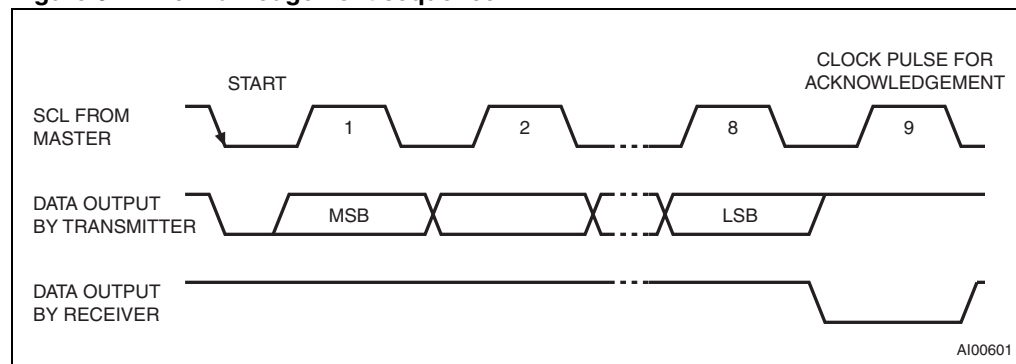 START
CLOCK PULSE FOR
ACKNOWLEDGEMENT
SCL FROM
MASTER
1
2
8
9
DATA OUTPUT
BY TRANSMITTER
MSB
LSB
DATA OUTPUT
BY RECEIVER
AI00601